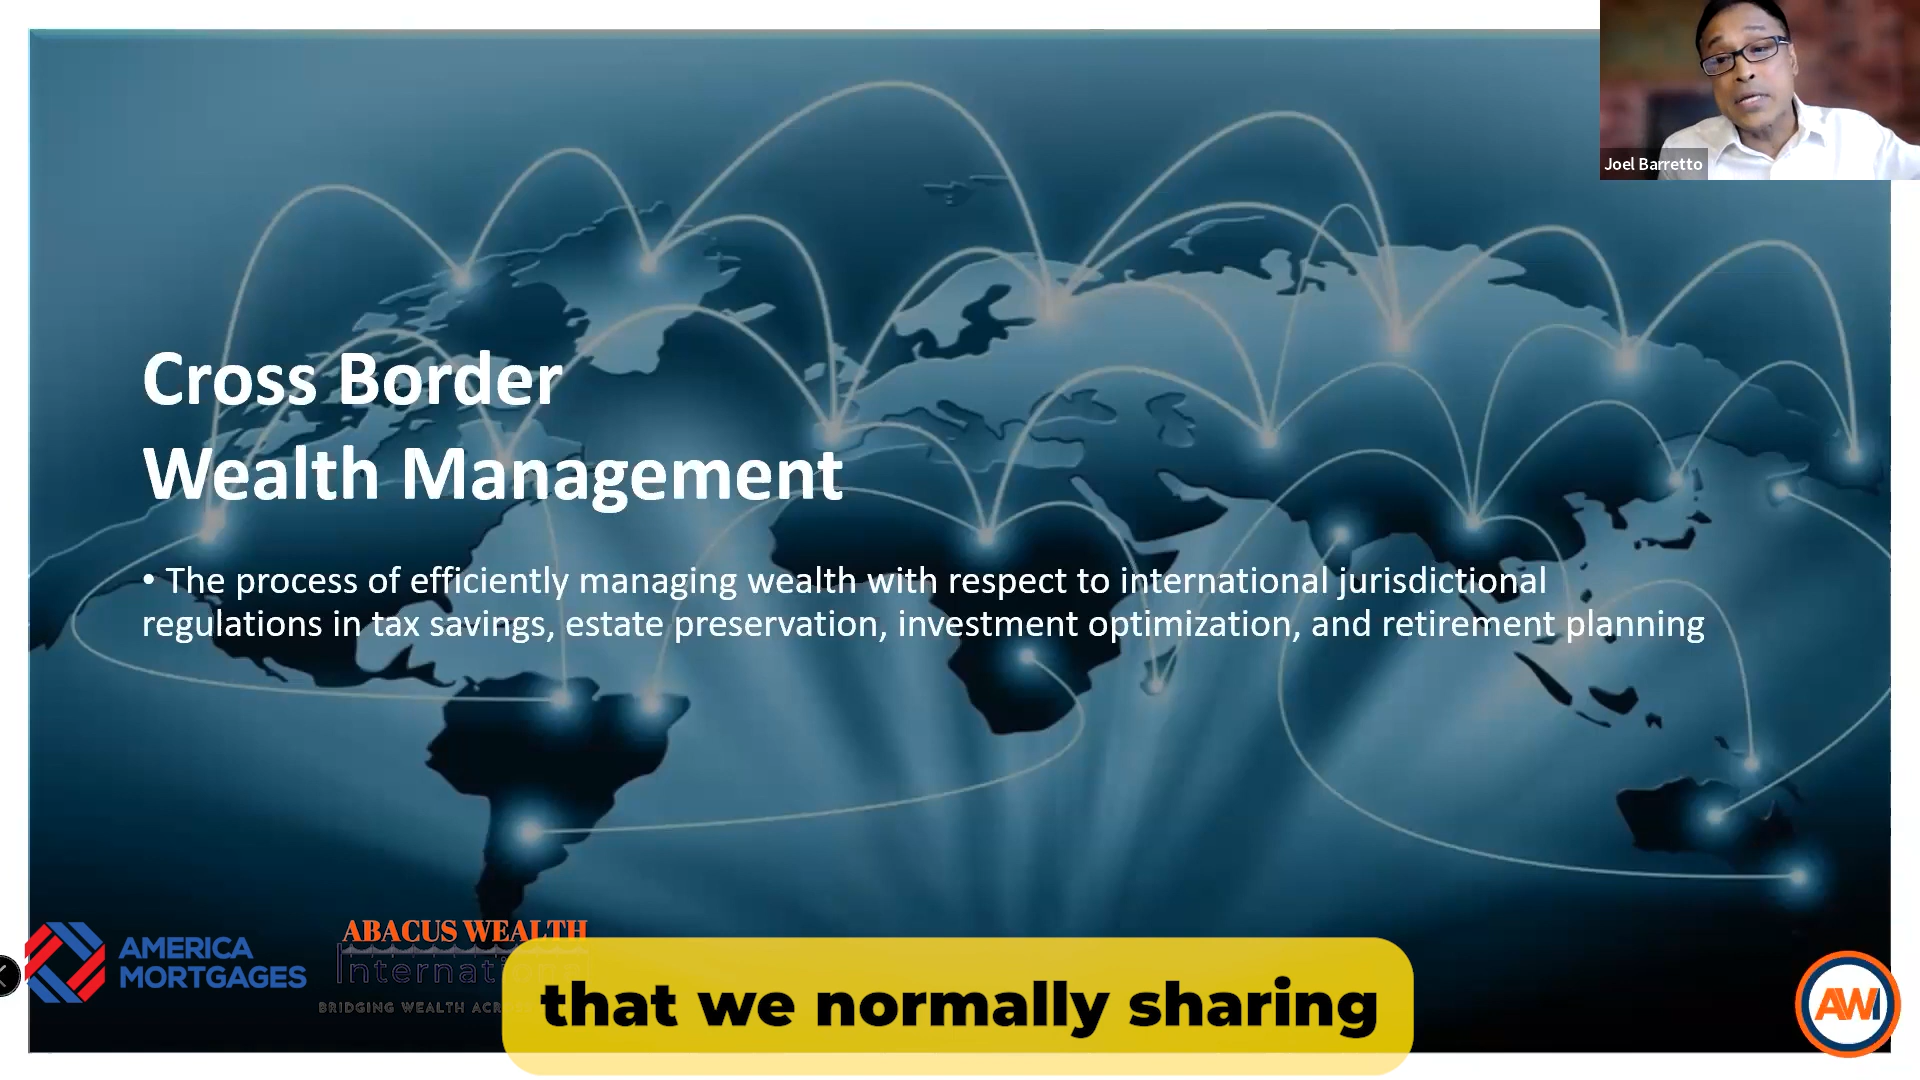 Joel Barretto
Cross Border
Wealth Management
• The process of efficiently managing wealth with respect to international jurisdictional
regulations in tax savings, estate preservation, investment optimization, and retirement planning
AMERICA
MORTGAGES
ABACUS WEALTH
International
BRIDGING WEALTH
that we normally sharing
AWI